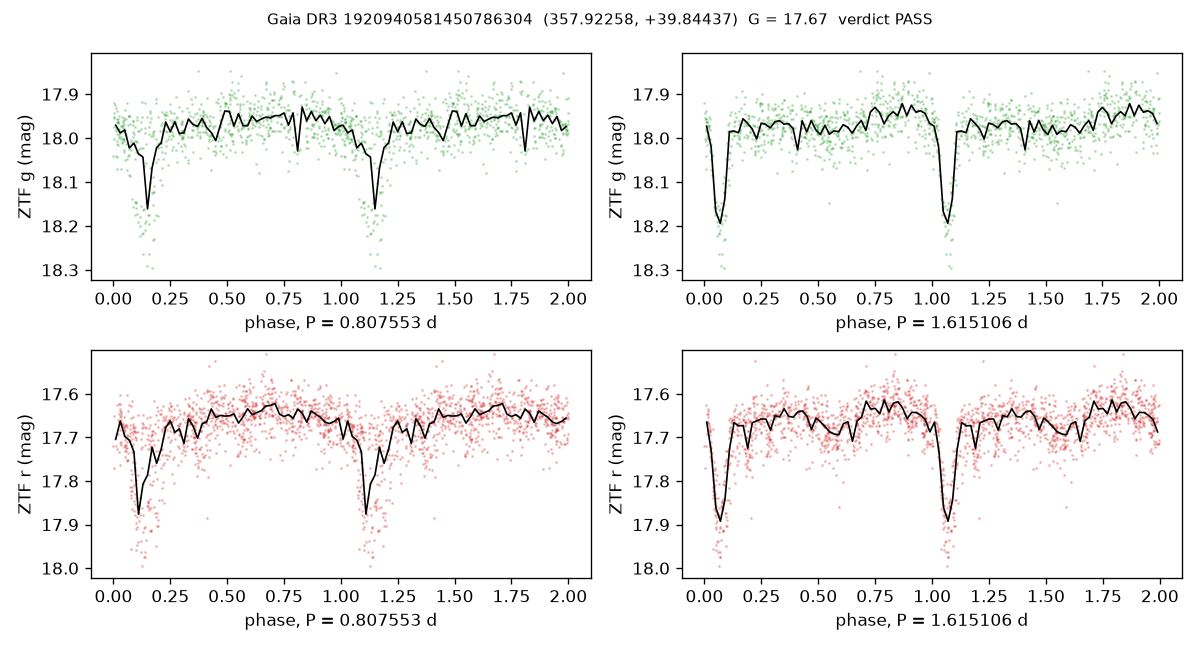 Gaia DR3 1920940581450786304 (357.92258, +39.84437) G = 17.67 verdict PASS
ZTF g (mag)
17.9
18.0
18.1
18.2
18.3
0.00 0.25 0.50 0.75 1.00 1.25 1.50 1.75 2.00
phase, P = 0.807553 d
ZTF g (mag)
17.9
18.0
18.1
18.2
18.3
0.00 0.25 0.50 0.75 1.00 1.25 1.50 1.75 2.00
phase, P = 1.615106 d
ZTF r (mag)
17.6
17.7
17.8
17.9
18.0
0.00 0.25 0.50 0.75 1.00 1.25 1.50 1.75 2.00
phase, P = 0.807553 d
ZTF r (mag)
17.6
17.7
17.8
17.9
18.0
0.00 0.25 0.50 0.75 1.00 1.25 1.50 1.75 2.00
phase, P = 1.615106 d